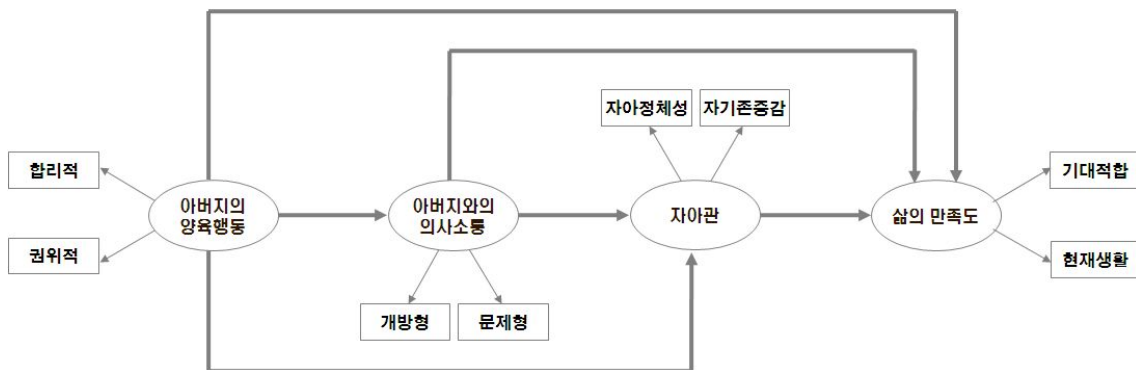 자아정체성
자기존중감
합리적
기대적합
아버지의
양육행동
아버지와의
의사소통
자아관
삶의 만족도
권위적
현재생활
개방형
문제형